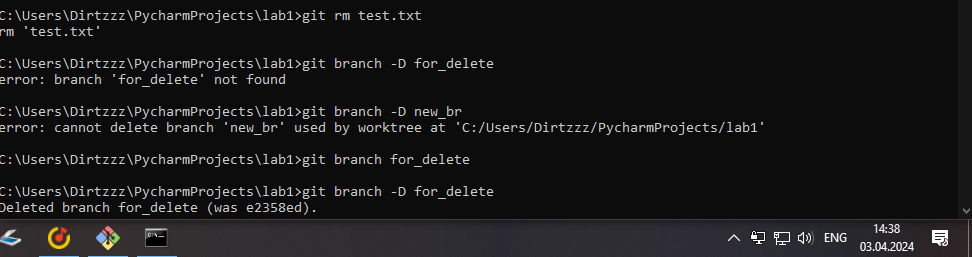 C:\Users\Dirtzzz\PycharmProjects\lab1>git rm test.txt
rm 'test.txt'
C:\Users\Dirtzzz\PycharmProjects\lab1>git branch -D for_delete
error: branch 'for_delete' not found
C:\Users\Dirtzzz\PycharmProjects\lab1>git branch -D new_br
error: cannot delete branch 'new_br' used by worktree at 'C:/Users/Dirtzzz/PycharmProjects/lab1'
C:\Users\Dirtzzz\PycharmProjects\lab1>git branch for_delete
C:\Users\Dirtzzz\PycharmProjects\lab1>git branch -D for_delete
Deleted branch for_delete (was e2358ed).
ENG
14:38
03.04.2024